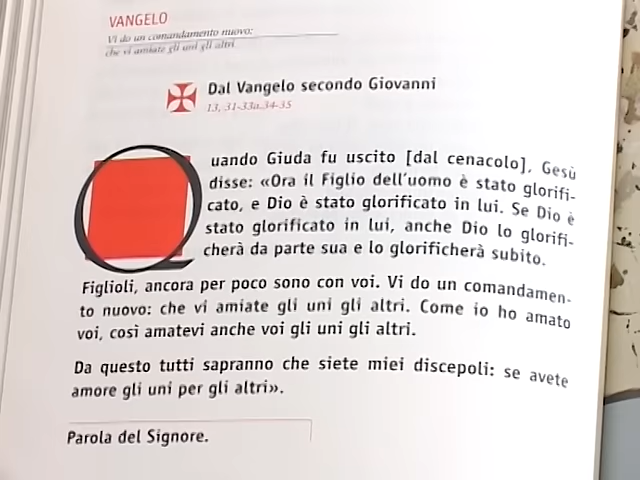 VANGELO
Vi do un comandamento nuovo:
che vi amiate gli uni gli altri.
Dal Vangelo secondo Giovanni
13, 31-33a.34-35
Quando Giuda fu uscito [dal cenacolo], Gesù
disse: «Ora il Figlio dell'uomo è stato glorifi-
cato, e Dio è stato glorificato in lui. Se Dio è
stato glorificato in lui, anche Dio lo glorifi-
cherà da parte sua e lo glorificherà subito.
Figlioli, ancora per poco sono con voi. Vi do un comandamen-
to nuovo: che vi amiate gli uni gli altri. Come io ho amato
voi, così amatevi anche voi gli uni gli altri.
Da questo tutti sapranno che siete miei discepoli: se avete
amore gli uni per gli altri».
Parola del Signore.